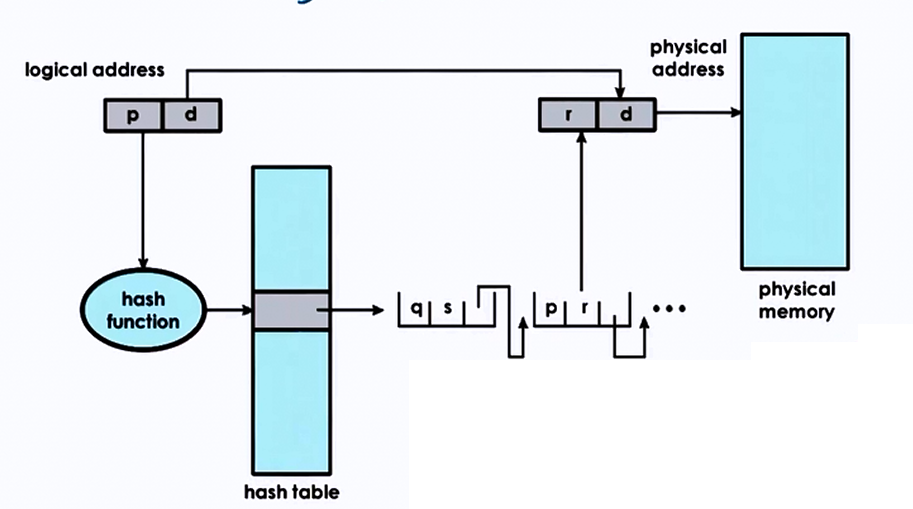 logical address
p d
physical
address
r d
hash
function
q s
p r
...
physical
memory
hash table